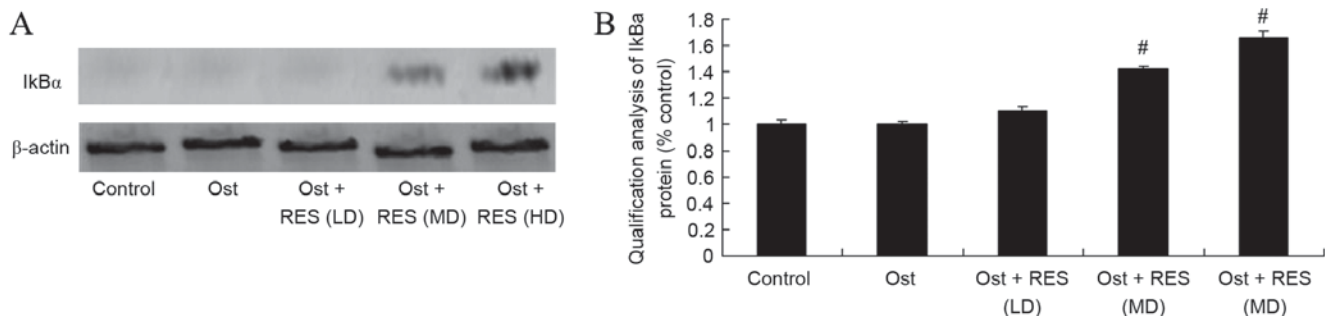 A
IkBα
β-actin
Control
Ost
Ost +
RES (LD)
Ost +
RES (MD)
Ost +
RES (HD)
B
Qualification analysis of IkBa
protein (% control)
1.8
1.6
1.4
1.2
1
0.8
0.6
0.4
0.2
0
#
#
Control
Ost
Ost + RES
(LD)
Ost + RES
(MD)
Ost + RES
(MD)